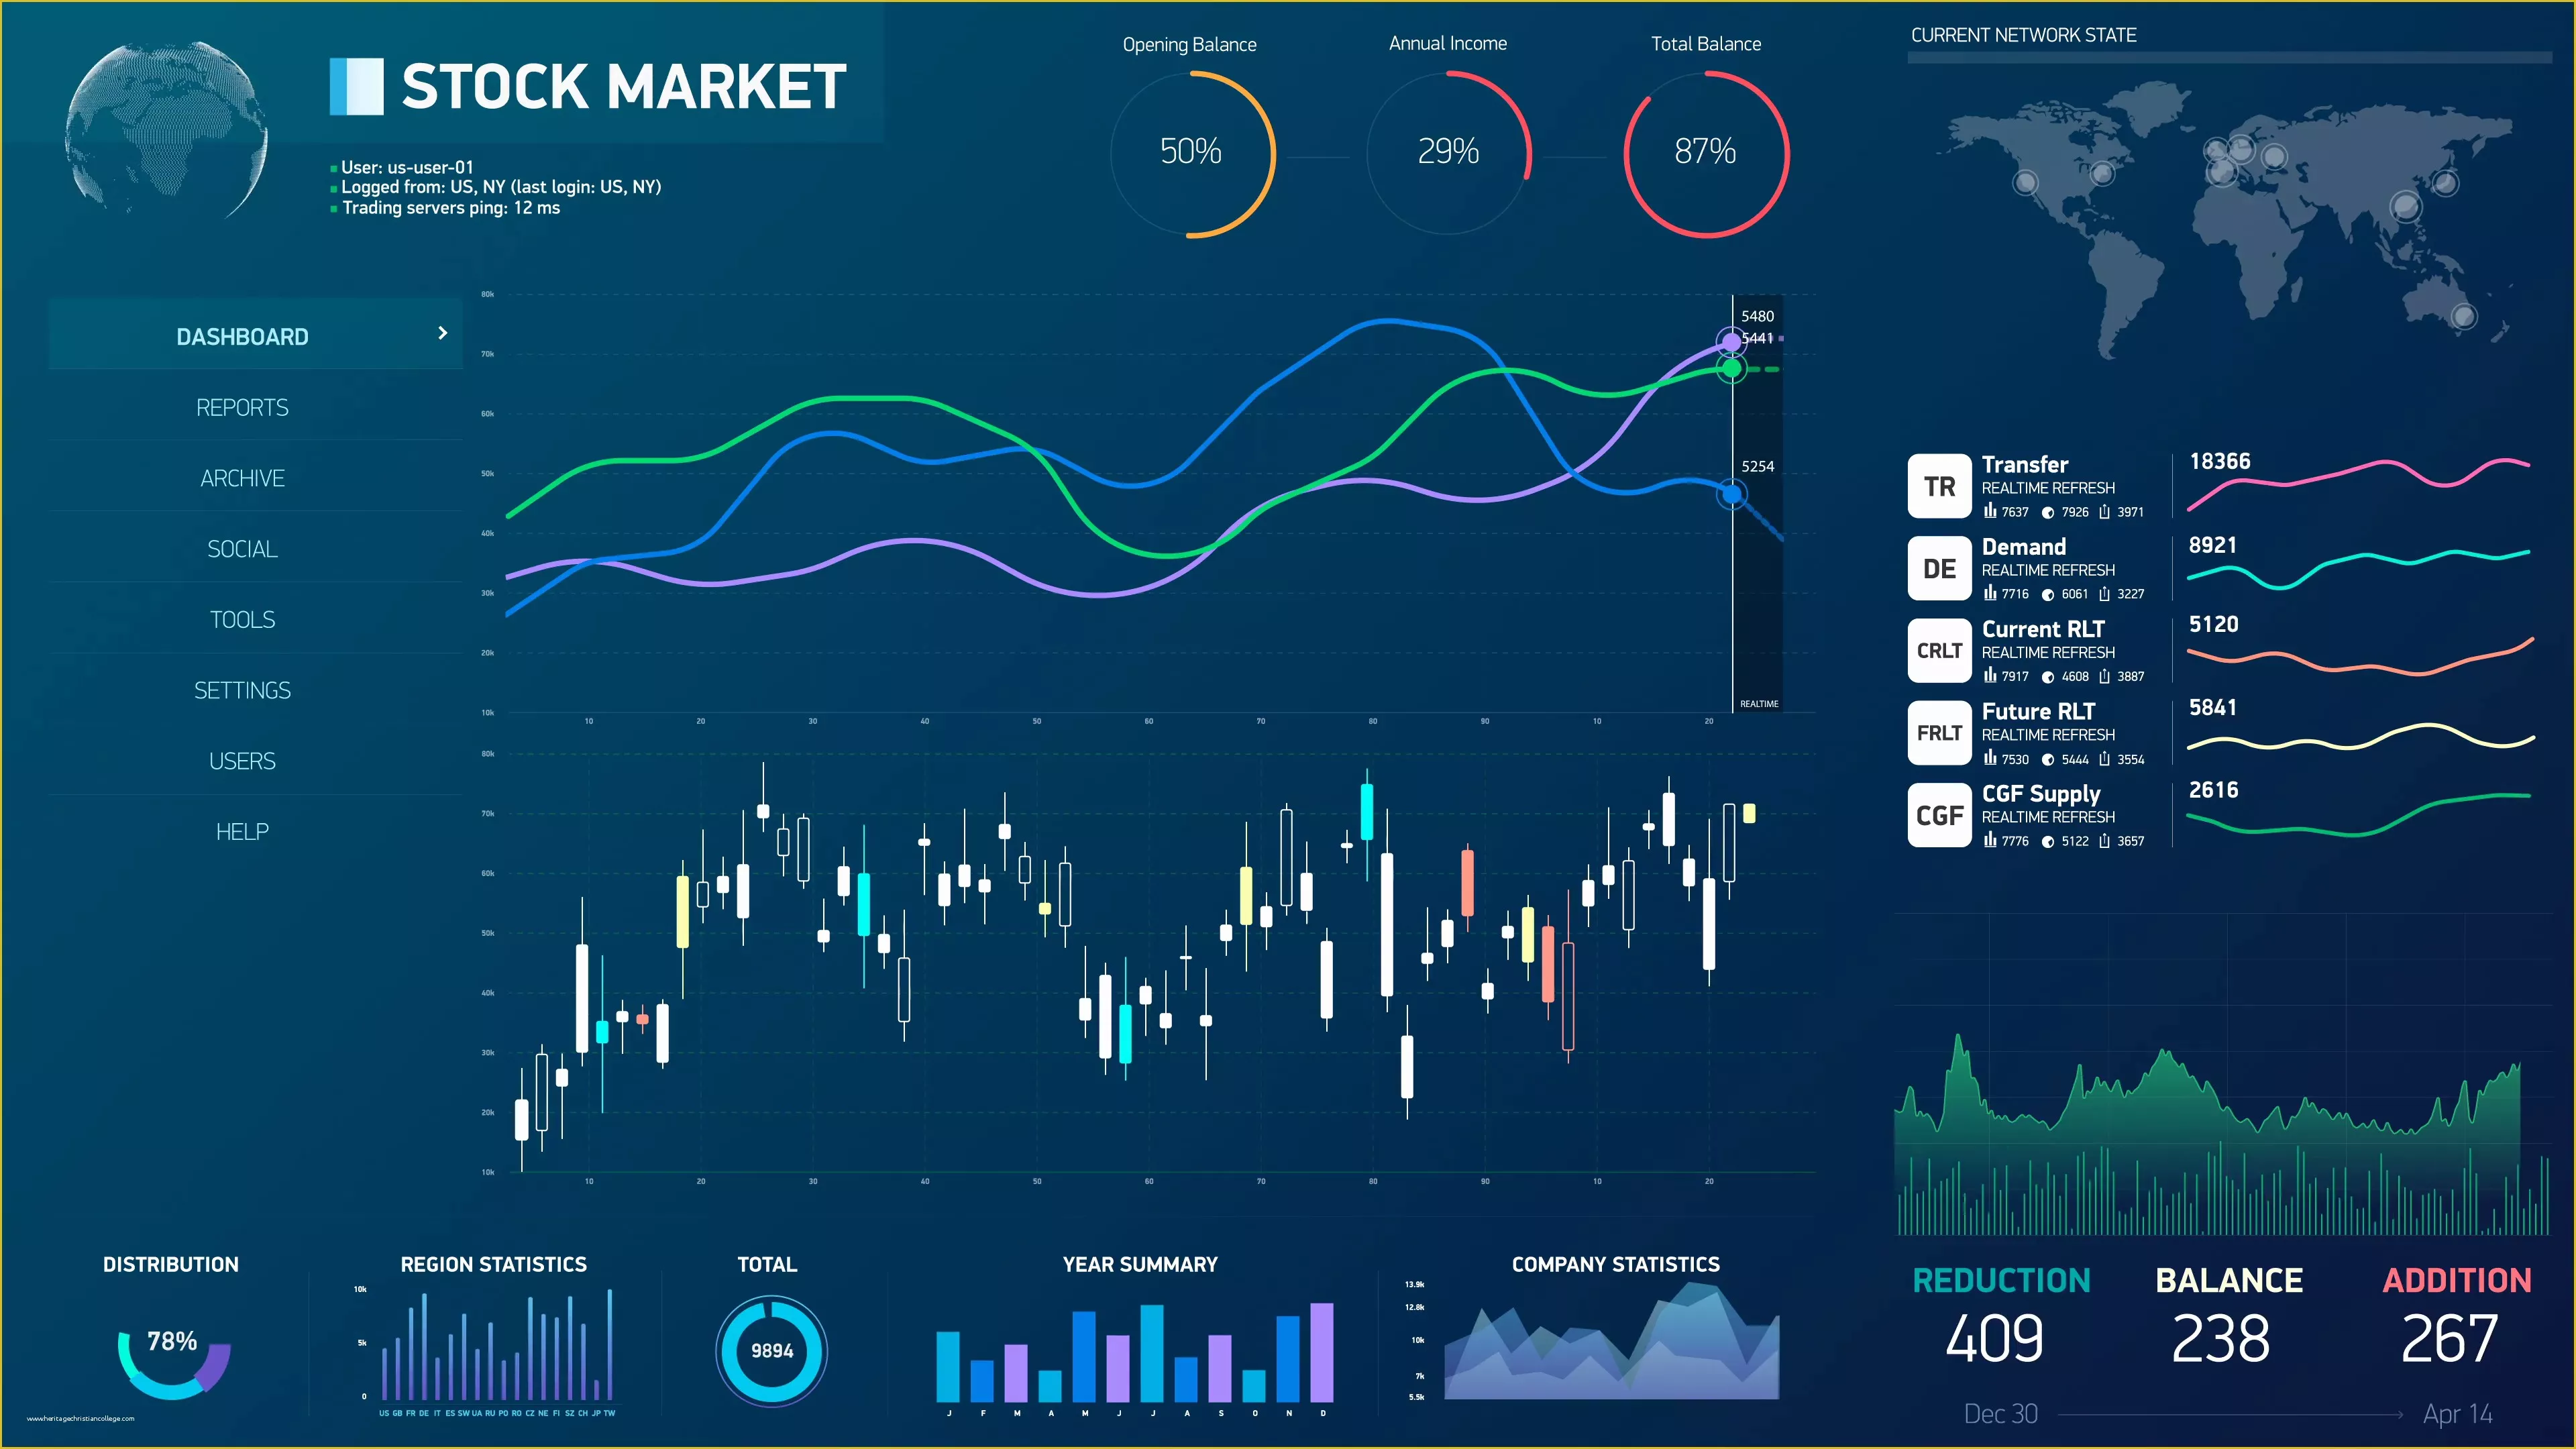 STOCK MARKET
User: us-user-01
Logged from: US, NY (last login: US, NY)
Trading servers ping: 12 ms
Opening Balance
50%
Annual Income
29%
Total Balance
87%
CURRENT NETWORK STATE
DASHBOARD
REPORTS
ARCHIVE
SOCIAL
TOOLS
SETTINGS
USERS
HELP
80k
70k
60k
50k
40k
30k
20k
10k
10 20 30 40 50 60 70 80 90 10 20
5480
5441
5254
REALTIME
80k
70k
60k
50k
40k
30k
20k
10k
10 20 30 40 50 60 70 80 90 10 20
TR
Transfer
REALTIME REFRESH
7637 7926 3971
18366
DE
Demand
REALTIME REFRESH
7716 6061 3227
8921
CRLT
Current RLT
REALTIME REFRESH
7917 4608 3887
5120
FRLT
Future RLT
REALTIME REFRESH
7530 5444 3554
5841
CGF
CGF Supply
REALTIME REFRESH
7776 5122 3657
2616
DISTRIBUTION
78%
REGION STATISTICS
10k
5k
0
US GB FR DE IT ES SW UA RU PO RO CZ NE FI SZ CH JP TW
TOTAL
9894
YEAR SUMMARY
J F M A M J J A S O N D
COMPANY STATISTICS
13.9k
12.8k
10k
7k
5.5k
REDUCTION
409
BALANCE
238
ADDITION
267
Dec 30
Apr 14
www.heritagechristiancollege.com